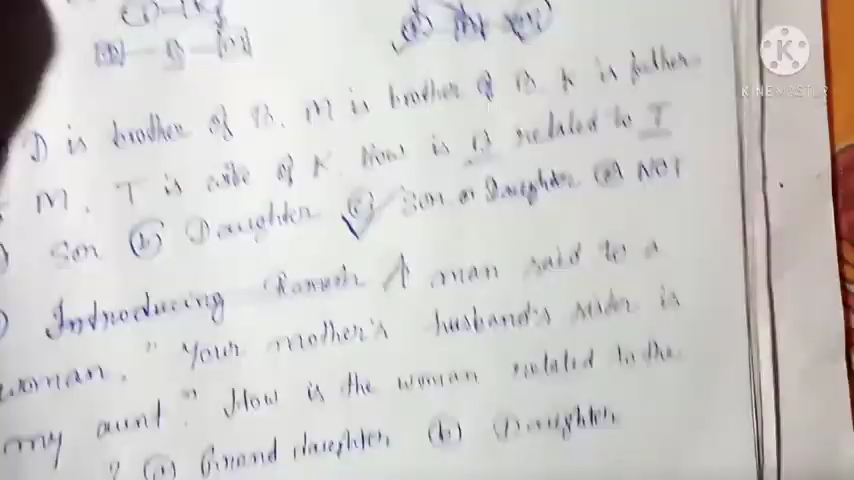 K
KINEMASTER
D is brother of B. M is brother of B. K is father
M. T is wife of K. How is B related to T
Son (b) Daughter (c) Son or Daughter (d) NOT
Introducing Ramesh A man said to a
woman, "Your mother's husband's sister is
my aunt". How is the woman related to the
? (a) Grand daughter (b) Daughter